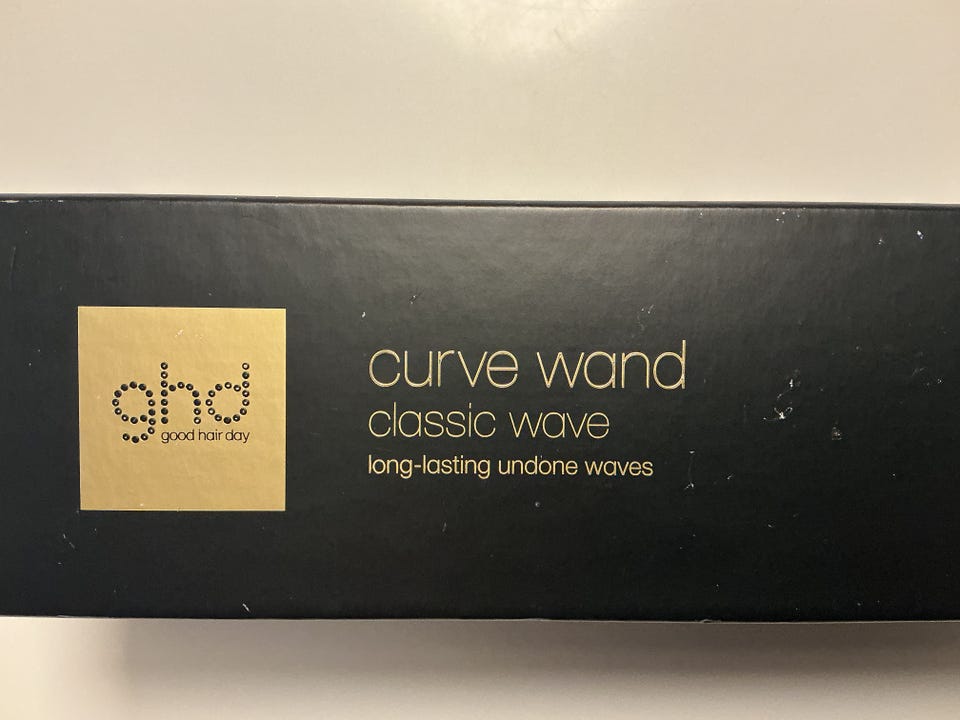 ghd
good hair day
curve wand
classic wave
long-lasting undone waves